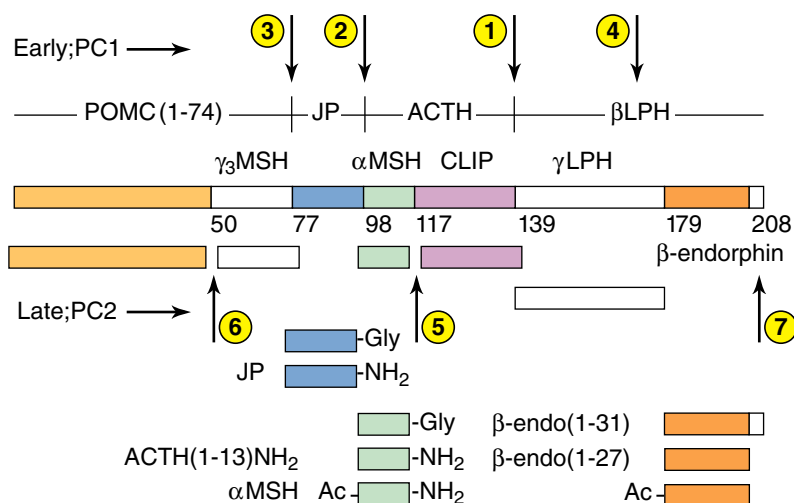 3 2 1 4
Early;PC1
POMC (1-74) JP ACTH βLPH
γ₃MSH αMSH CLIP γLPH
50 77 98 117 139 179 208
β-endorphin
Late;PC2
6 5 7
-Gly
JP -NH₂
-Gly β-endo(1-31)
ACTH(1-13)NH₂ -NH₂ β-endo(1-27)
αMSH Ac -NH₂ Ac